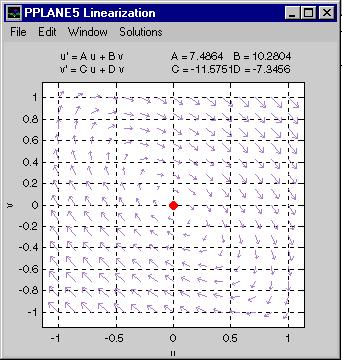 PPLANE5 Linearization
File Edit Window Solutions
u' = A u + B v A = 7.4864 B = 10.2804
v' = C u + D v C = -11.5751D = -7.3456
1
0.8
0.6
0.4
0.2
0
-0.2
-0.4
-0.6
-0.8
-1
v
-1 -0.5 0 0.5 1
u